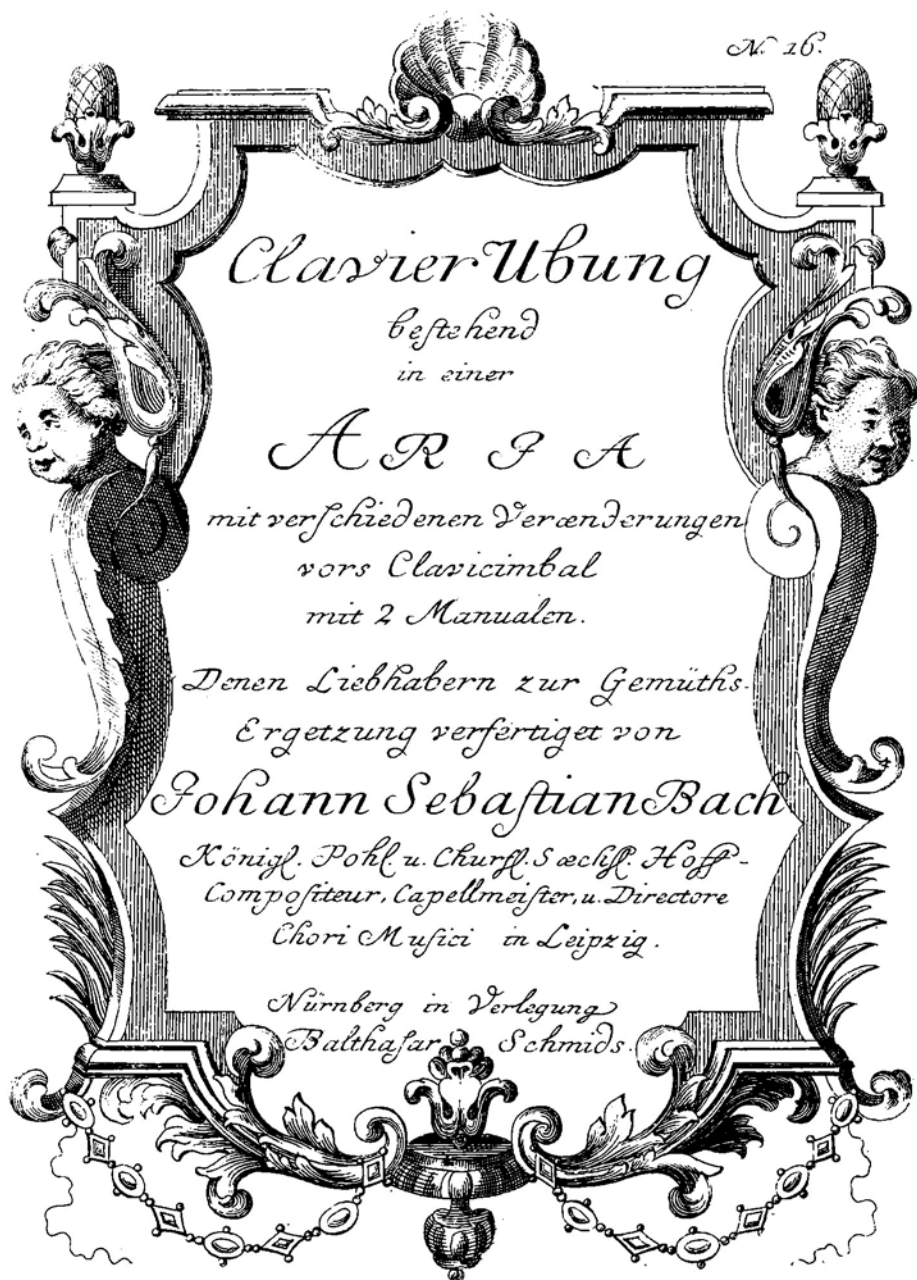 N. 16.
Clavier Ubung
bestehend
in einer
ARIA
mit verschiedenen Verænderungen
vors Clavicimbal
mit 2 Manualen.
Denen Liebhabern zur Gemüths-
Ergetzung verfertiget von
Johann Sebastian Bach
Königl. Pohl. u. Churfl. Sæchsl. Hoff-
Compositeur, Capellmeister, u. Directore
Chori Musici in Leipzig.
Nürnberg in Verlegung
Balthasar Schmids.